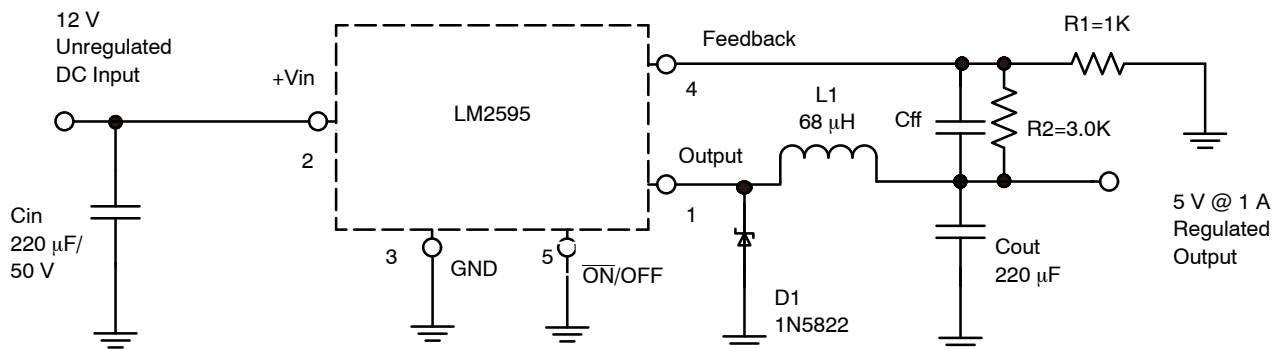 12 V
Unregulated
DC Input
+Vin
2
LM2595
Feedback
4
R1=1K
L1
68 μH
Cff
R2=3.0K
Output
1
5 V @ 1 A
Regulated
Output
Cin
220 μF/
50 V
3
GND
5
ON/OFF
D1
1N5822
Cout
220 μF